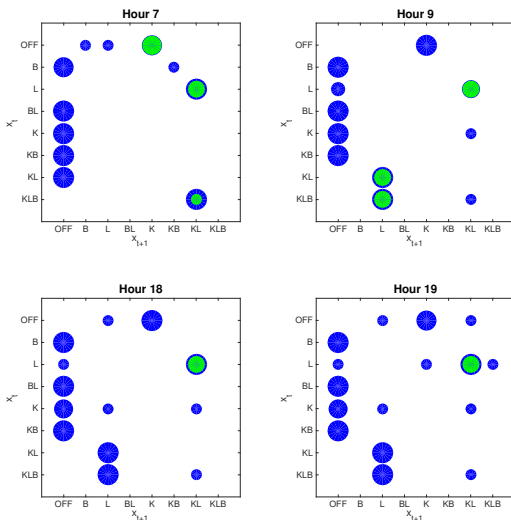 Hour 7
OFF
B
L
BL
K
KB
KL
KLB
x_t
OFF B L BL K KB KL KLB
x_{t+1}
Hour 9
OFF
B
L
BL
K
KB
KL
KLB
x_t
OFF B L BL K KB KL KLB
x_{t+1}
Hour 18
OFF
B
L
BL
K
KB
KL
KLB
x_t
OFF B L BL K KB KL KLB
x_{t+1}
Hour 19
OFF
B
L
BL
K
KB
KL
KLB
x_t
OFF B L BL K KB KL KLB
x_{t+1}